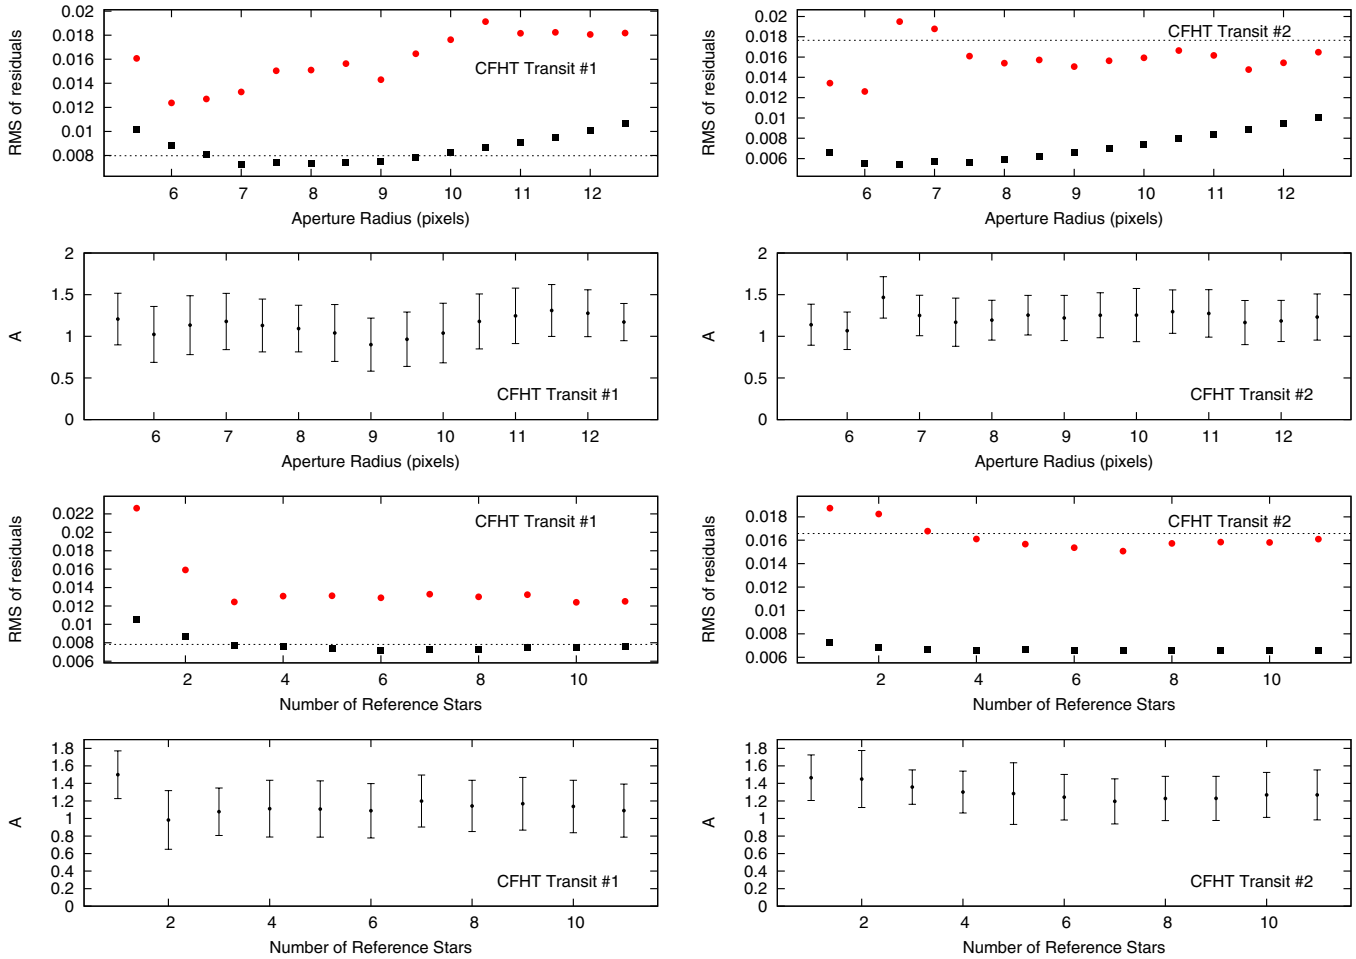 0.02
0.018
0.016
0.014
0.012
0.01
0.008
RMS of residuals
CFHT Transit #1
6 7 8 9 10 11 12
Aperture Radius (pixels)
0.02
0.018
0.016
0.014
0.012
0.01
0.008
0.006
RMS of residuals
CFHT Transit #2
6 7 8 9 10 11 12
Aperture Radius (pixels)
2
1.5
1
0.5
0
A
CFHT Transit #1
6 7 8 9 10 11 12
Aperture Radius (pixels)
2
1.5
1
0.5
0
A
CFHT Transit #2
6 7 8 9 10 11 12
Aperture Radius (pixels)
0.022
0.02
0.018
0.016
0.014
0.012
0.01
0.008
0.006
RMS of residuals
CFHT Transit #1
2 4 6 8 10
Number of Reference Stars
0.018
0.016
0.014
0.012
0.01
0.008
0.006
RMS of residuals
CFHT Transit #2
2 4 6 8 10
Number of Reference Stars
1.8
1.6
1.4
1.2
1
0.8
0.6
0.4
0.2
0
A
CFHT Transit #1
2 4 6 8 10
Number of Reference Stars
1.8
1.6
1.4
1.2
1
0.8
0.6
0.4
0.2
0
A
CFHT Transit #2
2 4 6 8 10
Number of Reference Stars